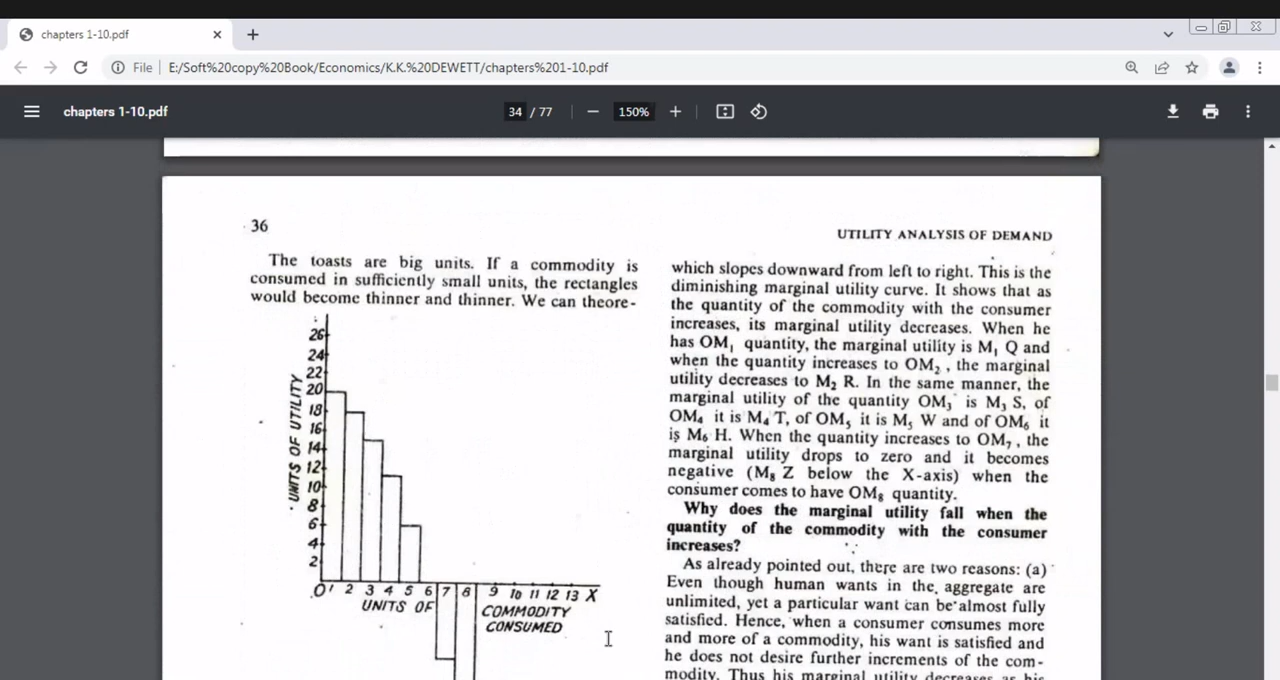 chapters 1-10.pdf
File
E:/Soft%20copy%20Book/Economics/K.K.%20DEWETT/chapters%201-10.pdf
chapters 1-10.pdf
34 / 77
150%
36
UTILITY ANALYSIS OF DEMAND
The toasts are big units. If a commodity is
consumed in sufficiently small units, the rectangles
would become thinner and thinner. We can theore-
26
24
22
20
18
16
14
12
10
8
6
4
2
UNITS OF UTILITY
O 1 2 3 4 5 6 7 8 9 10 11 12 13 X
UNITS OF COMMODITY
CONSUMED
which slopes downward from left to right. This is the
diminishing marginal utility curve. It shows that as
the quantity of the commodity with the consumer
increases, its marginal utility decreases. When he
has OM₁ quantity, the marginal utility is M₁ Q and
when the quantity increases to OM₂, the marginal
utility decreases to M₂ R. In the same manner, the
marginal utility of the quantity OM₃ is M₃ S, of
OM₄ it is M₄ T, of OM₅ it is M₅ W and of OM₆ it
is M₆ H. When the quantity increases to OM₇, the
marginal utility drops to zero and it becomes
negative (M₈ Z below the X-axis) when the
consumer comes to have OM₈ quantity.
Why does the marginal utility fall when the
quantity of the commodity with the consumer
increases?
As already pointed out, there are two reasons: (a)
Even though human wants in the aggregate are
unlimited, yet a particular want can be almost fully
satisfied. Hence, when a consumer consumes more
and more of a commodity, his want is satisfied and
he does not desire further increments of the com-
modity. Thus his marginal utility decreases as his